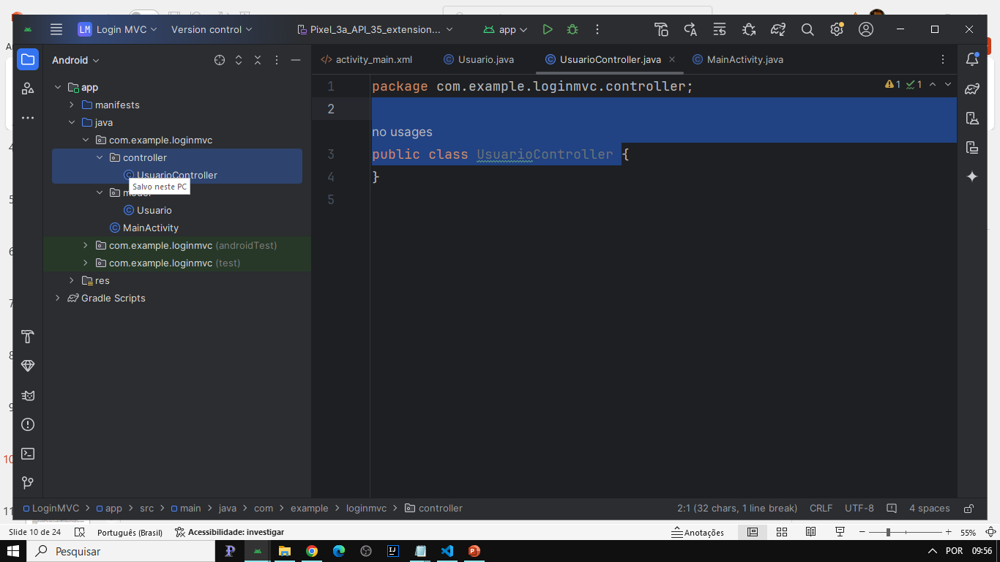 LM Login MVC Version control Pixel_3a_API_35_extension... app
Android
activity_main.xml Usuario.java UsuarioController.java MainActivity.java
app
manifests
java
com.example.loginmvc
controller
UsuarioController
Salvo neste PC
Usuario
MainActivity
com.example.loginmvc (androidTest)
com.example.loginmvc (test)
res
Gradle Scripts
1 package com.example.loginmvc.controller;
1 1
2
no usages
3 public class UsuarioController {
4 }
5
10
11
LoginMVC app src main java com example loginmvc controller
2:1 (32 chars, 1 line break) CRLF UTF-8 4 spaces
Slide 10 de 24 Português (Brasil) Acessibilidade: investigar Anotações 55%
Pesquisar POR 09:56